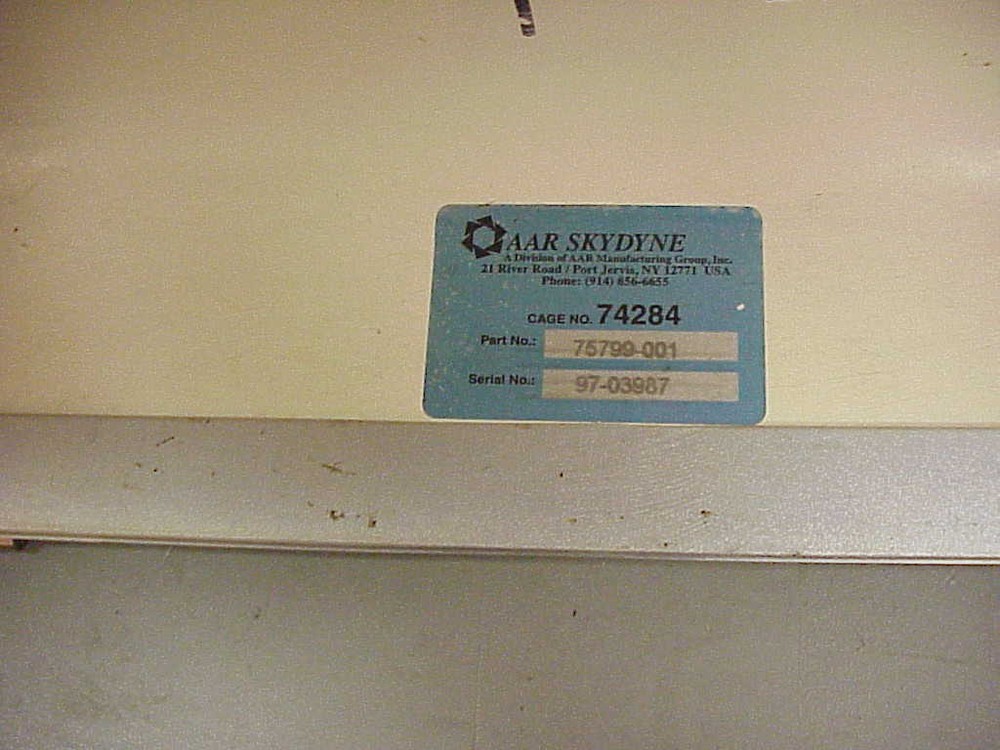 AAR SKYDYNE
A Division of AAR Manufacturing Group, Inc.
21 River Road / Port Jervis, NY 12771 USA
Phone: (914) 856-6655
CAGE NO. 74284
Part No.: 75799-001
Serial No.: 97-03987